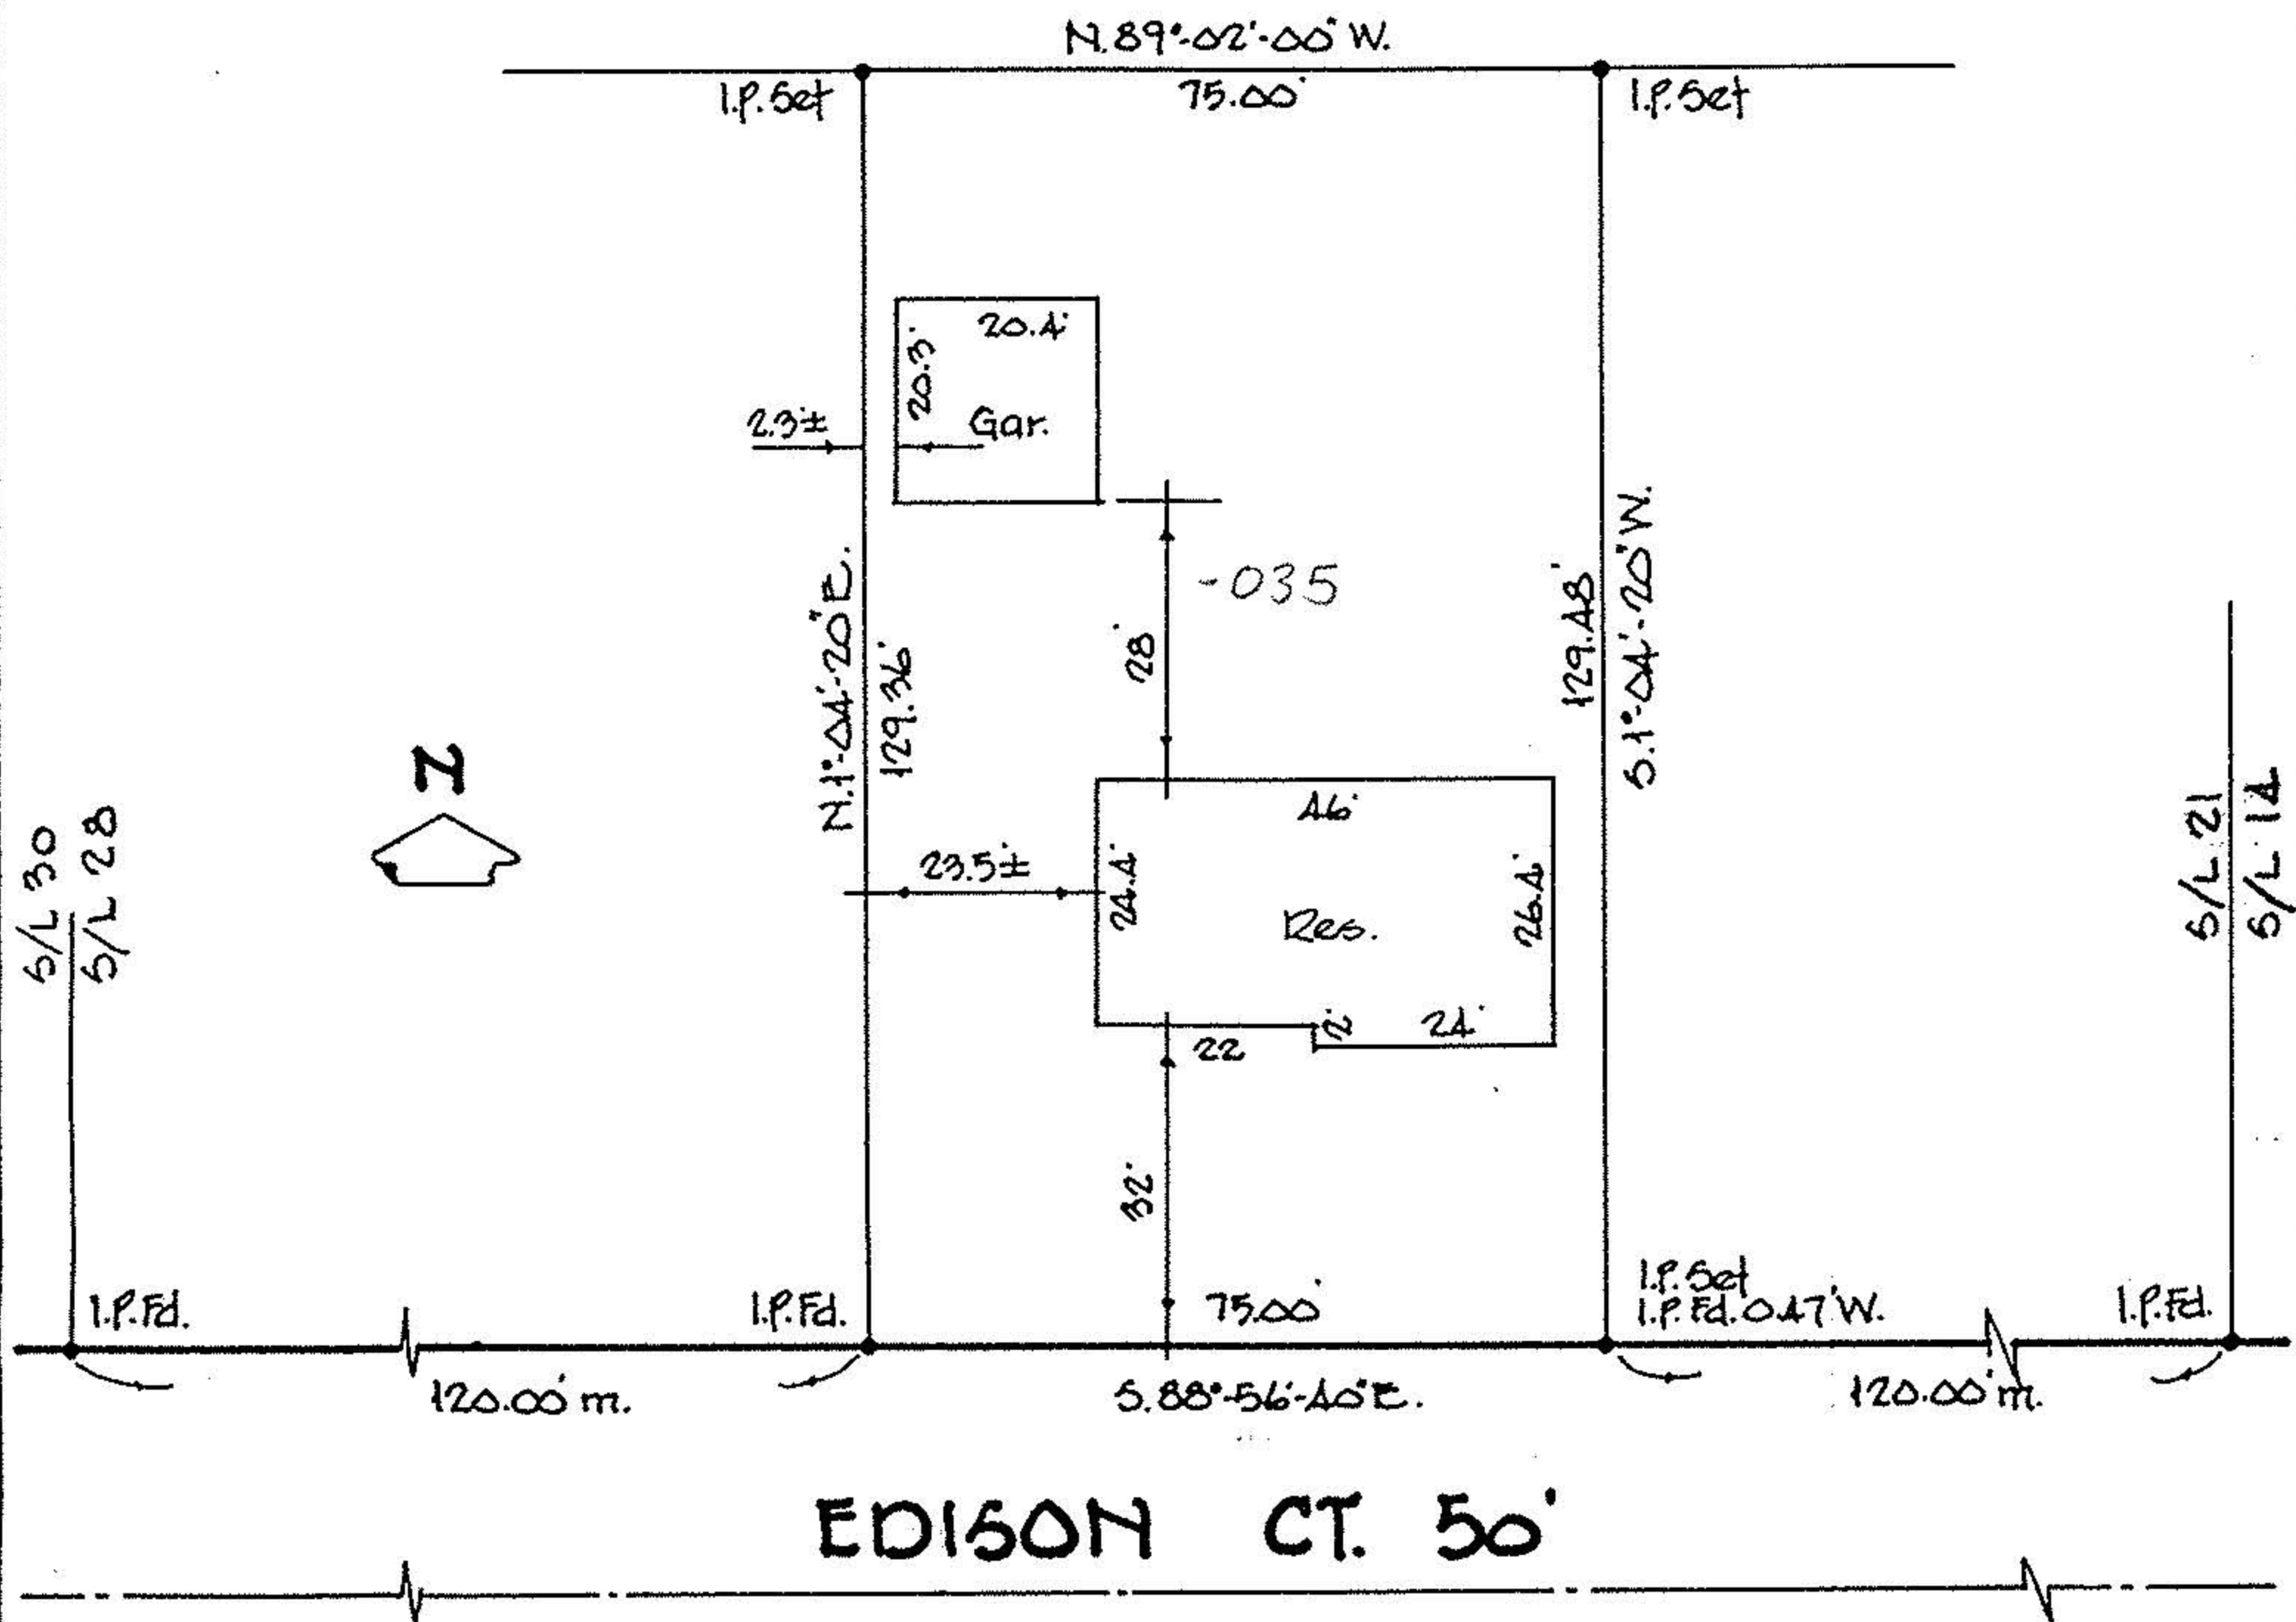 N.89°-02'-00" W.
I.P. Set
75.00'
I.P. Set
20.4'
20.3'
Gar.
2.3'±
-035
28'
N.1°-04'-20" E.
129.36'
129.48'
S.1°-04'-20" W.
N
46'
23.5'±
24.4'
Res.
26.4'
22
2'
24'
32'
S/L 30
S/L 28
S/L 21
S/L 14
I.P. Fd.
I.P. Fd.
75.00'
I.P. Set
I.P. Fd. 0.47' W.
I.P. Fd.
120.00' m.
S.88°-56'-40" E.
120.00' m.
EDISON CT. 50'